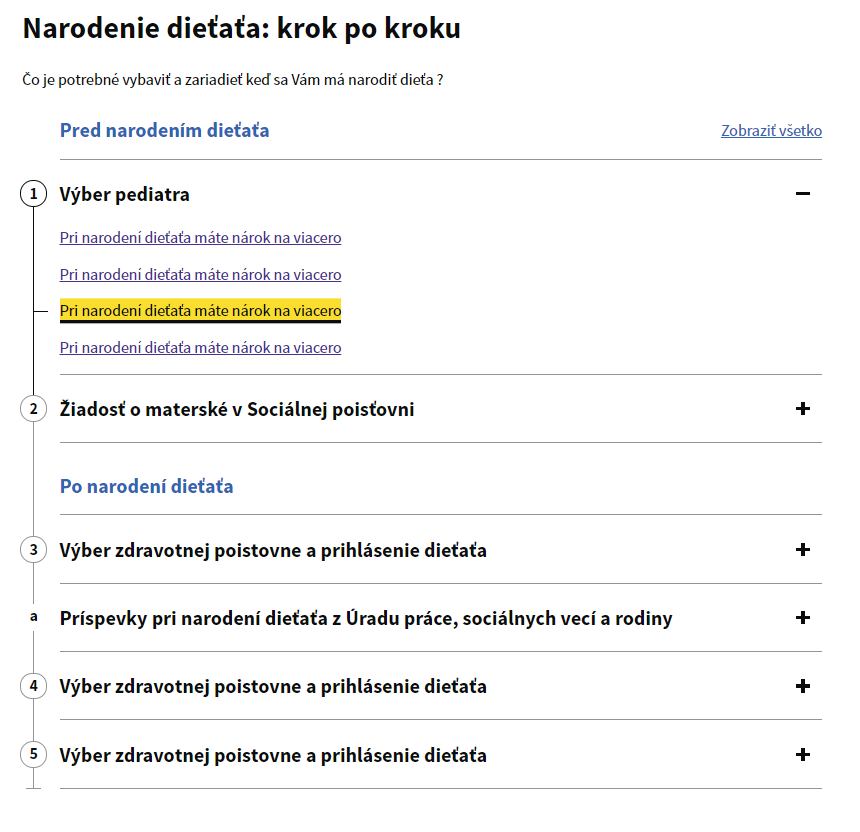 Narodenie dieťaťa: krok po kroku
Čo je potrebné vybaviť a zariadieť keď sa Vám má narodiť dieťa ?
Pred narodením dieťaťa
Zobraziť všetko
1 Výber pediatra
Pri narodení dieťaťa máte nárok na viacero
Pri narodení dieťaťa máte nárok na viacero
Pri narodení dieťaťa máte nárok na viacero
Pri narodení dieťaťa máte nárok na viacero
2 Žiadosť o materské v Sociálnej poisťovni
Po narodení dieťaťa
3 Výber zdravotnej poistovne a prihlásenie dieťaťa
a Príspevky pri narodení dieťaťa z Úradu práce, sociálnych vecí a rodiny
4 Výber zdravotnej poistovne a prihlásenie dieťaťa
5 Výber zdravotnej poistovne a prihlásenie dieťaťa